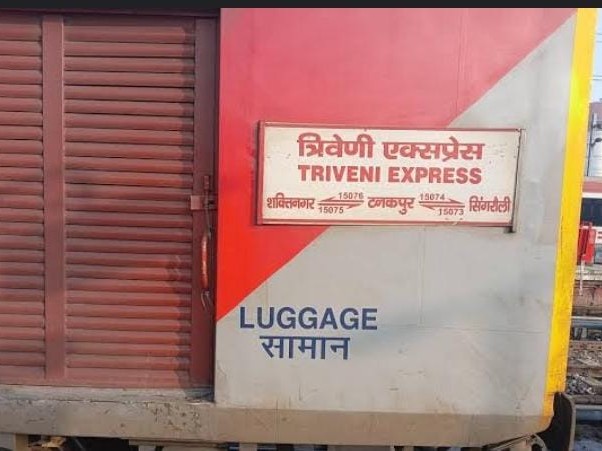 त्रिवेणी एक्सप्रेस
TRIVENI EXPRESS
शक्तिनगर 15076 15075 टनकपुर 15074 15073 सिंगरौली
LUGGAGE
सामान